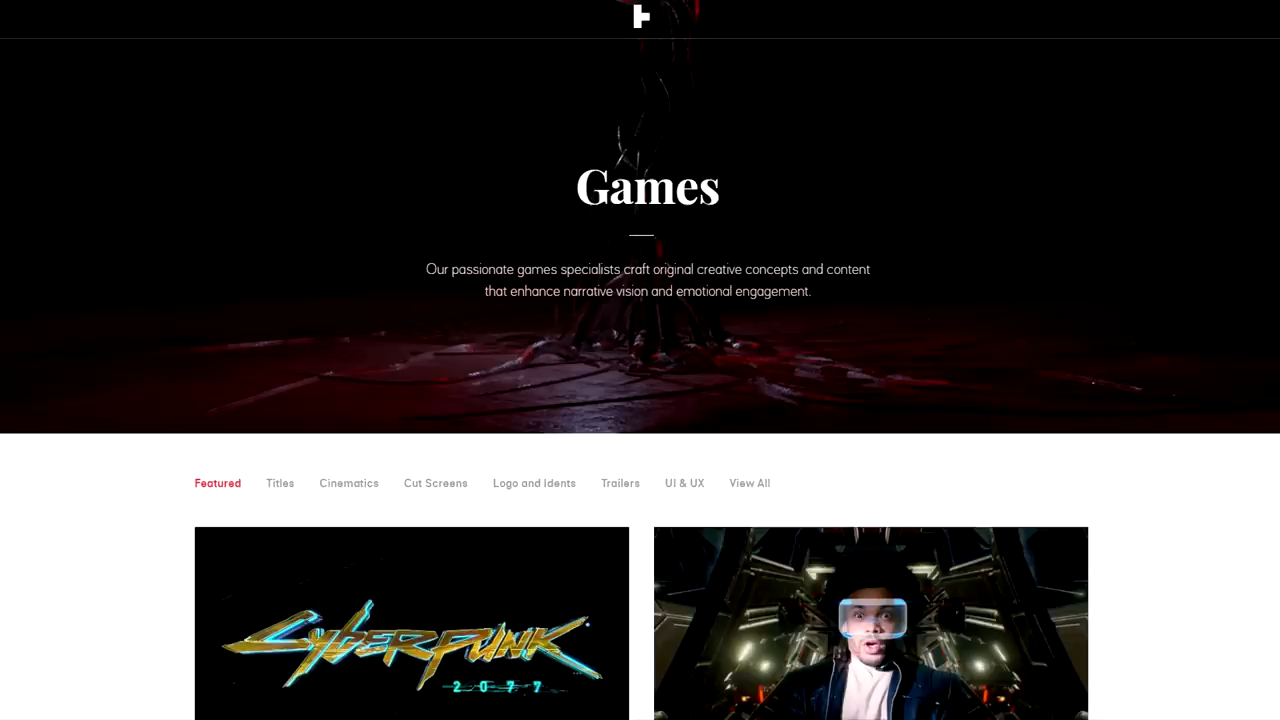 Games
Our passionate games specialists craft original creative concepts and content
that enhance narrative vision and emotional engagement.
Featured Titles Cinematics Cut Screens Logo and Idents Trailers UI & UX View All
CYBERPUNK
2077